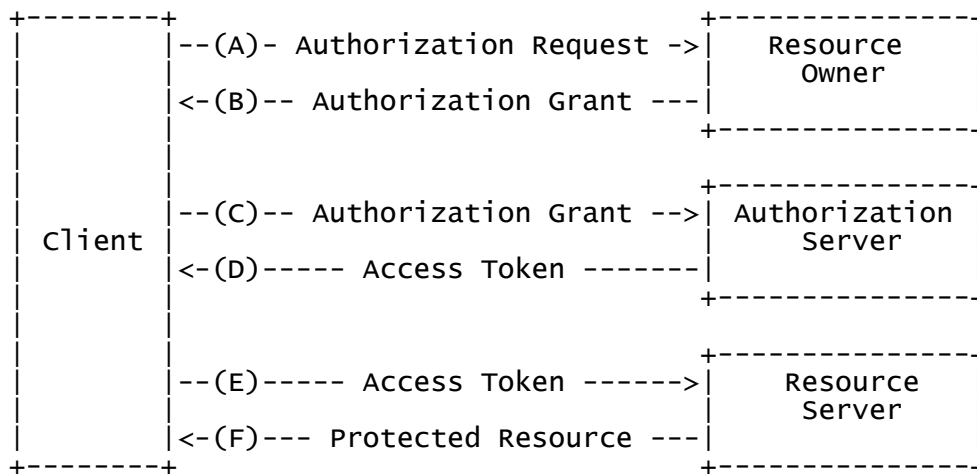 +--------+                               +---------------
|        |--(A)- Authorization Request ->|   Resource
|        |                               |     Owner
|        |<-(B)-- Authorization Grant ---|
|        |                               +---------------
|        |
|        |                               +---------------
|        |--(C)-- Authorization Grant -->| Authorization
| Client |                               |     Server
|        |<-(D)----- Access Token -------|
|        |                               +---------------
|        |
|        |                               +---------------
|        |--(E)----- Access Token ------>|    Resource
|        |                               |     Server
|        |<-(F)--- Protected Resource ---|
+--------+                               +---------------